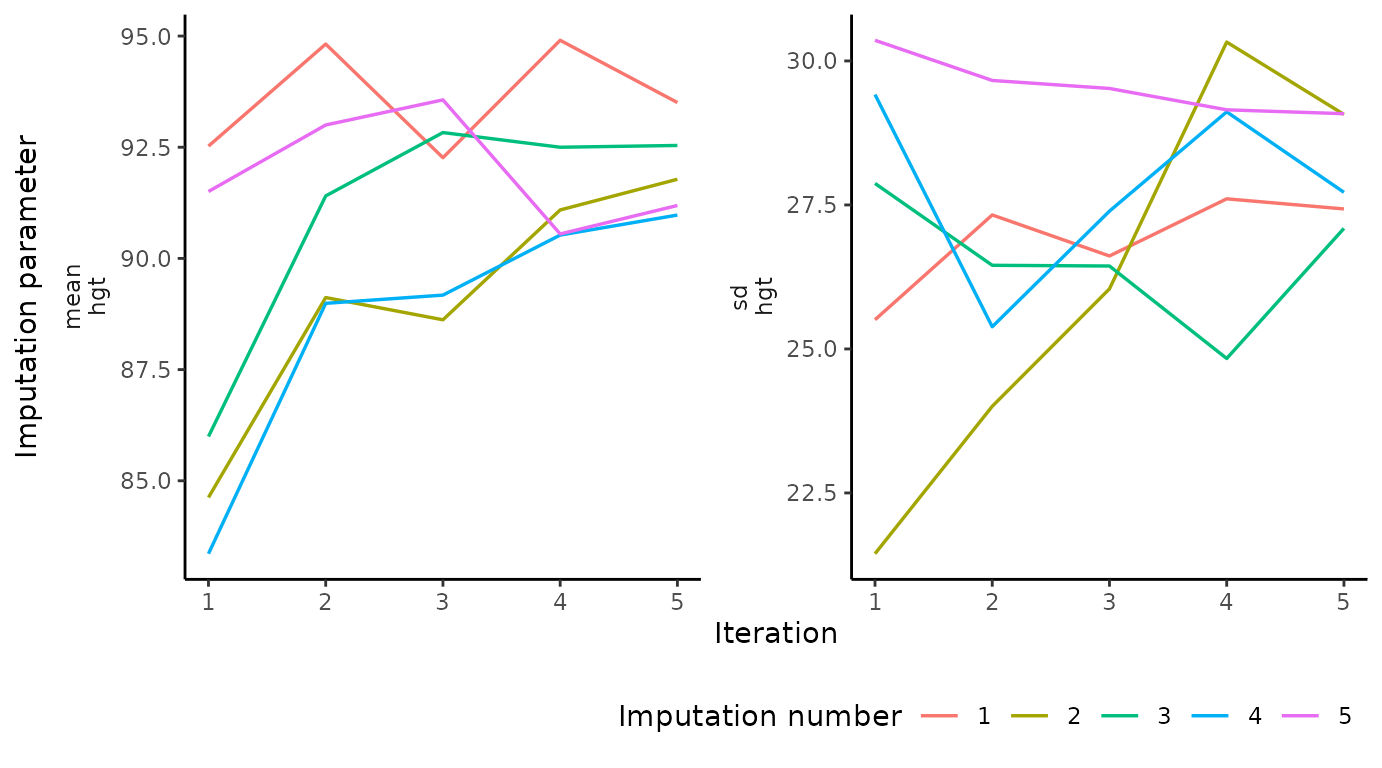 Imputation parameter
mean
hgt
95.0
92.5
90.0
87.5
85.0
1 2 3 4 5
sd
hgt
30.0
27.5
25.0
22.5
1 2 3 4 5
Iteration
Imputation number 1 2 3 4 5